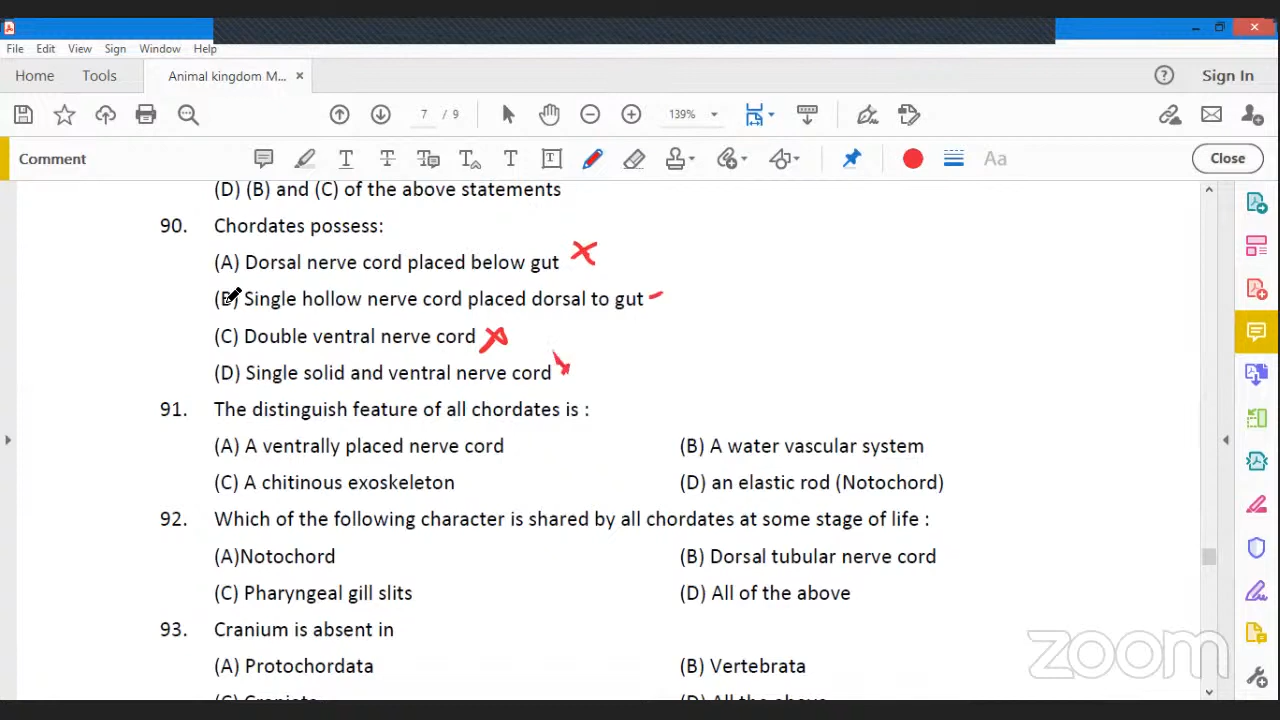 File Edit View Sign Window Help
Home Tools Animal kingdom M... × Sign In
7 / 9 139%
Comment Aa Close
(D) (B) and (C) of the above statements
90. Chordates possess:
(A) Dorsal nerve cord placed below gut
(B) Single hollow nerve cord placed dorsal to gut
(C) Double ventral nerve cord
(D) Single solid and ventral nerve cord
91. The distinguish feature of all chordates is :
(A) A ventrally placed nerve cord (B) A water vascular system
(C) A chitinous exoskeleton (D) an elastic rod (Notochord)
92. Which of the following character is shared by all chordates at some stage of life :
(A)Notochord (B) Dorsal tubular nerve cord
(C) Pharyngeal gill slits (D) All of the above
93. Cranium is absent in
(A) Protochordata (B) Vertebrata
(C) Craniata (D) All the above
zoom